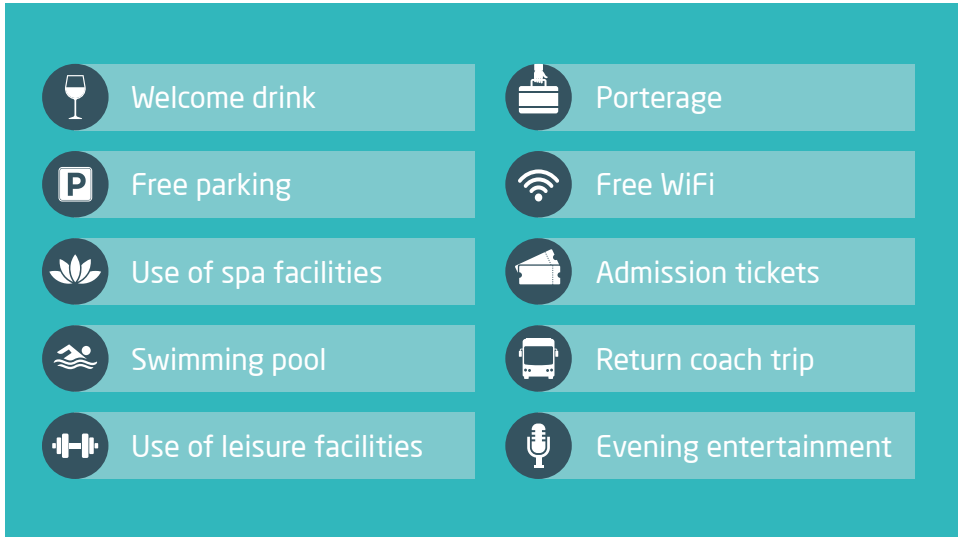 Welcome drink
P
Free parking
Use of spa facilities
Swimming pool
Use of leisure facilities
Porterage
Free WiFi
Admission tickets
Return coach trip
Evening entertainment